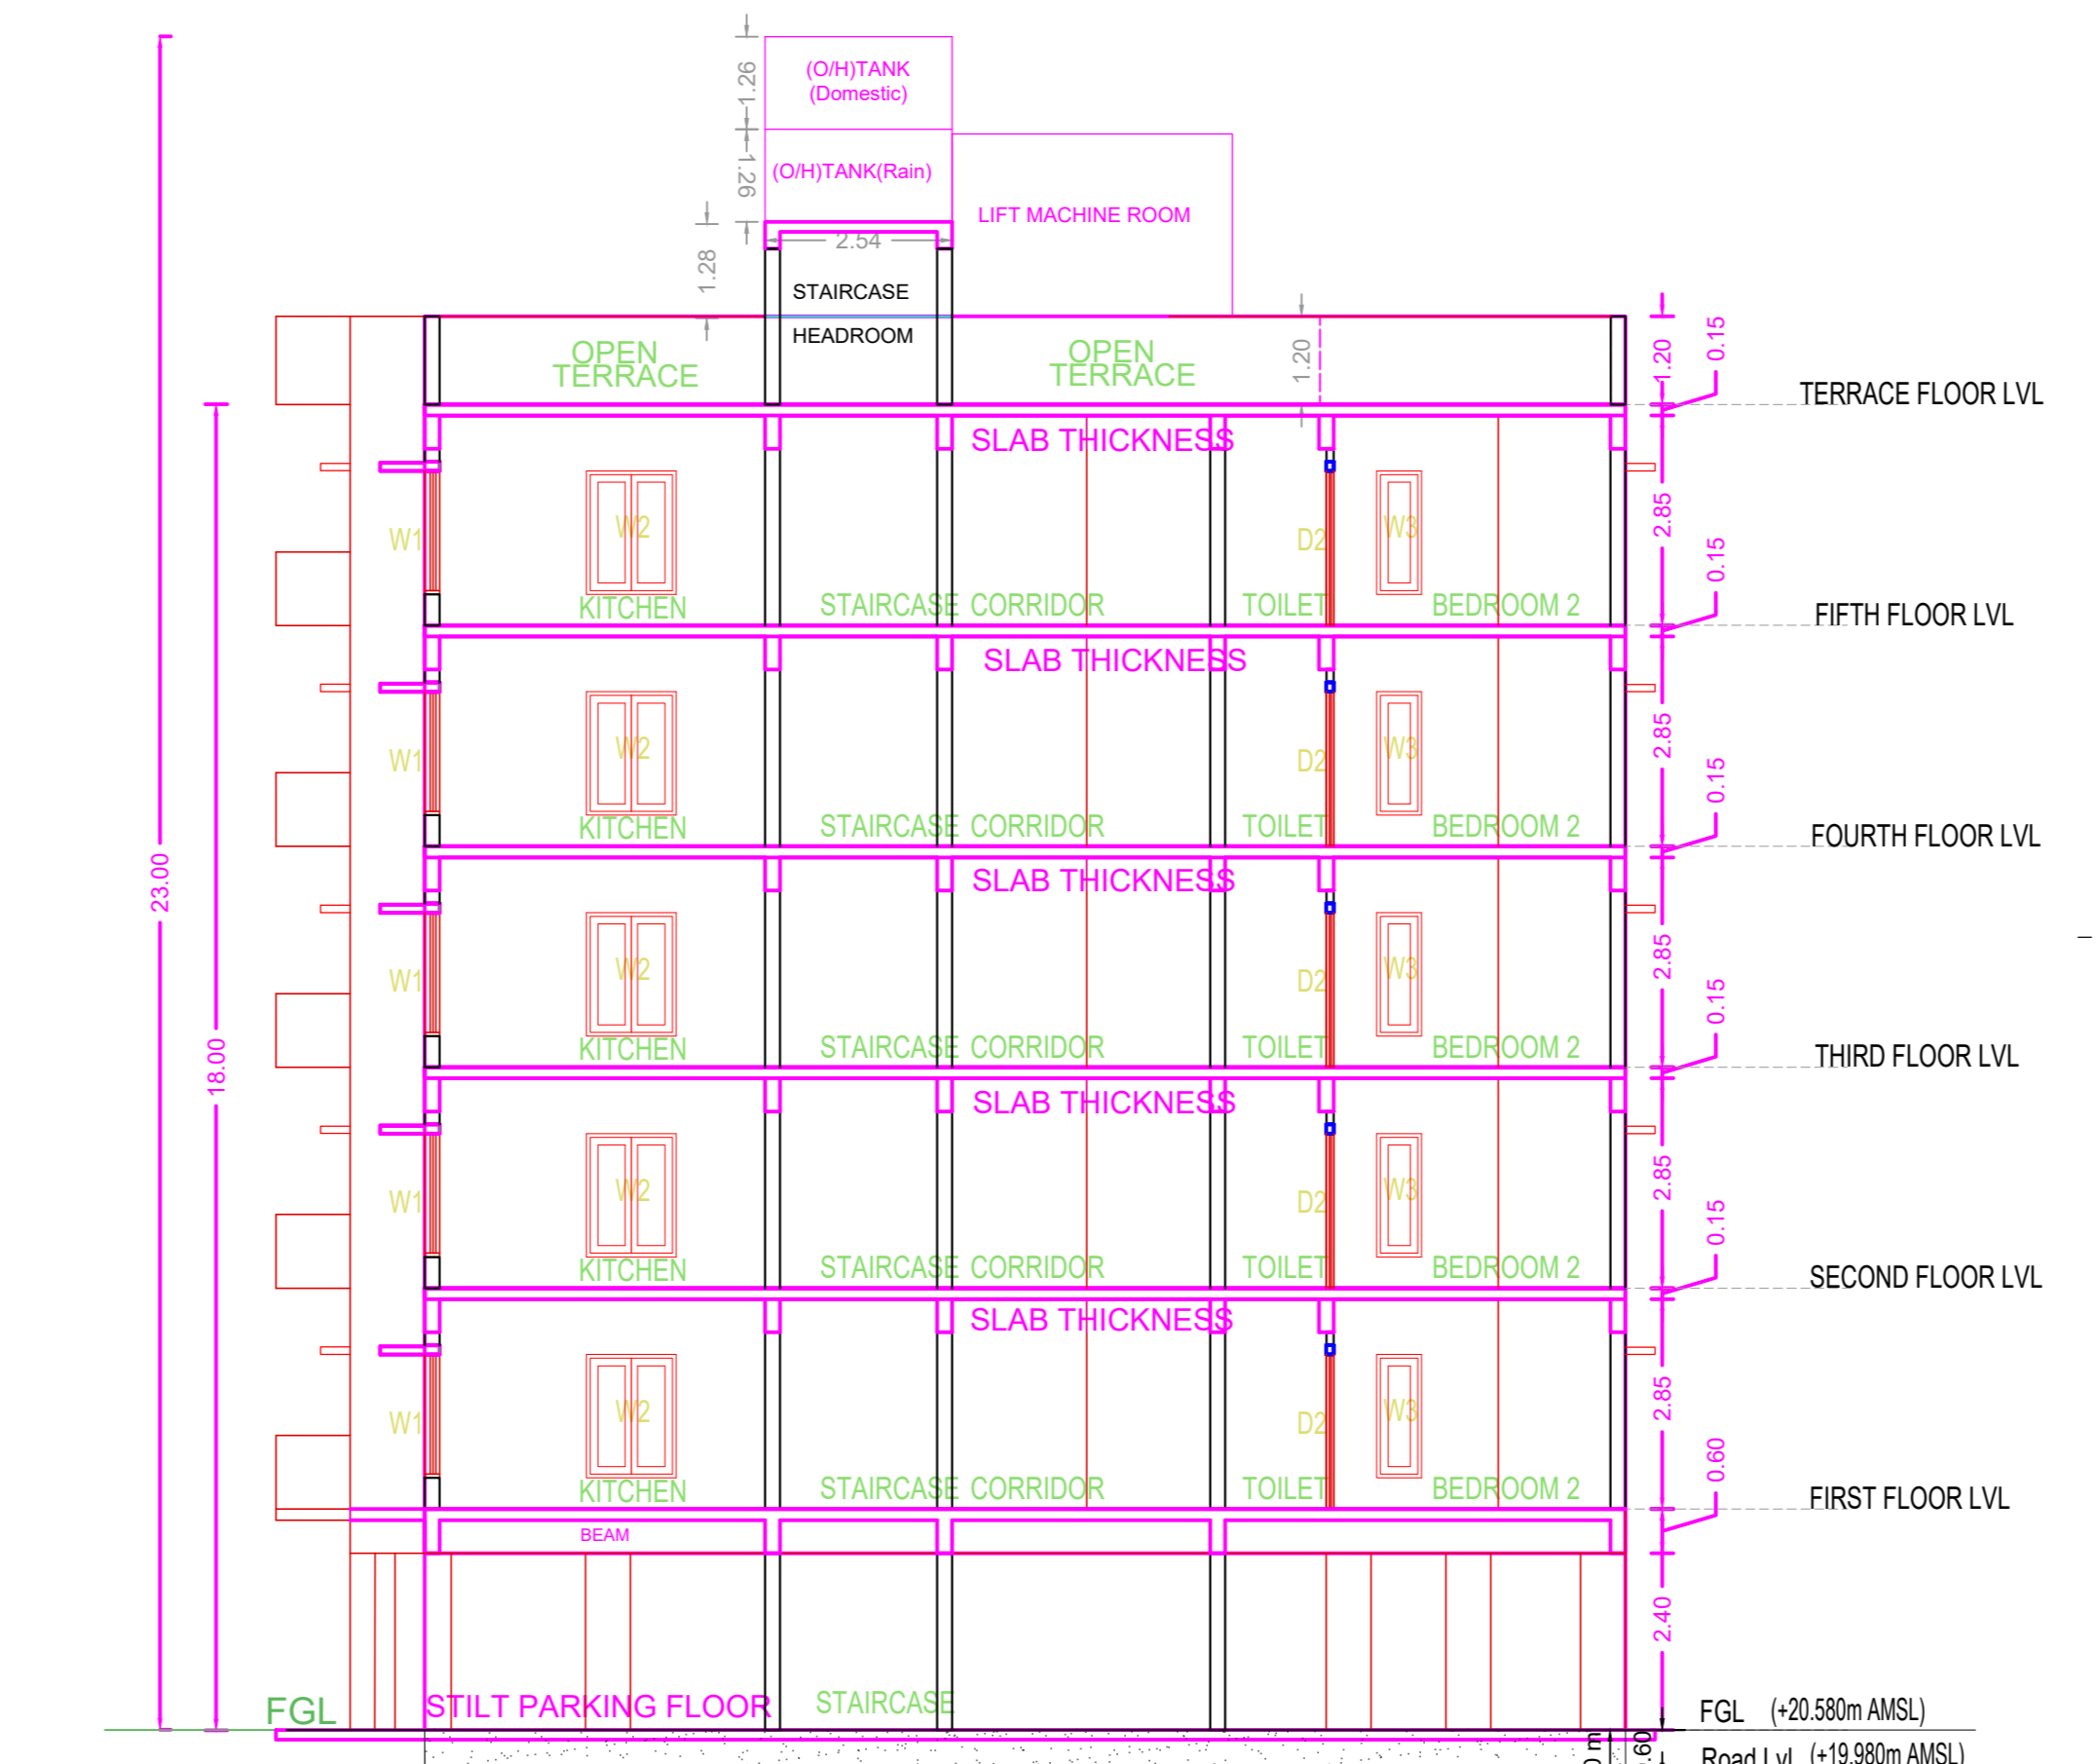 (O/H)TANK
(Domestic)
1.26
1.26
(O/H)TANK(Rain)
LIFT MACHINE ROOM
2.54
1.28
STAIRCASE
HEADROOM
OPEN
TERRACE
OPEN
TERRACE
1.20
1.20
0.15
TERRACE FLOOR LVL
SLAB THICKNESS
W1
W2
D2
W3
2.85
0.15
KITCHEN
STAIRCASE
CORRIDOR
TOILET
BEDROOM 2
FIFTH FLOOR LVL
SLAB THICKNESS
W1
W2
D2
W3
2.85
0.15
KITCHEN
STAIRCASE
CORRIDOR
TOILET
BEDROOM 2
FOURTH FLOOR LVL
SLAB THICKNESS
23.00
W1
W2
D2
W3
2.85
0.15
KITCHEN
STAIRCASE
CORRIDOR
TOILET
BEDROOM 2
THIRD FLOOR LVL
18.00
SLAB THICKNESS
W1
W2
D2
W3
2.85
0.15
KITCHEN
STAIRCASE
CORRIDOR
TOILET
BEDROOM 2
SECOND FLOOR LVL
SLAB THICKNESS
W1
W2
D2
W3
2.85
0.60
KITCHEN
STAIRCASE
CORRIDOR
TOILET
BEDROOM 2
FIRST FLOOR LVL
BEAM
2.40
FGL
STILT PARKING FLOOR
STAIRCASE
FGL (+20.580m AMSL)
Road Lvl (+19.980m AMSL)